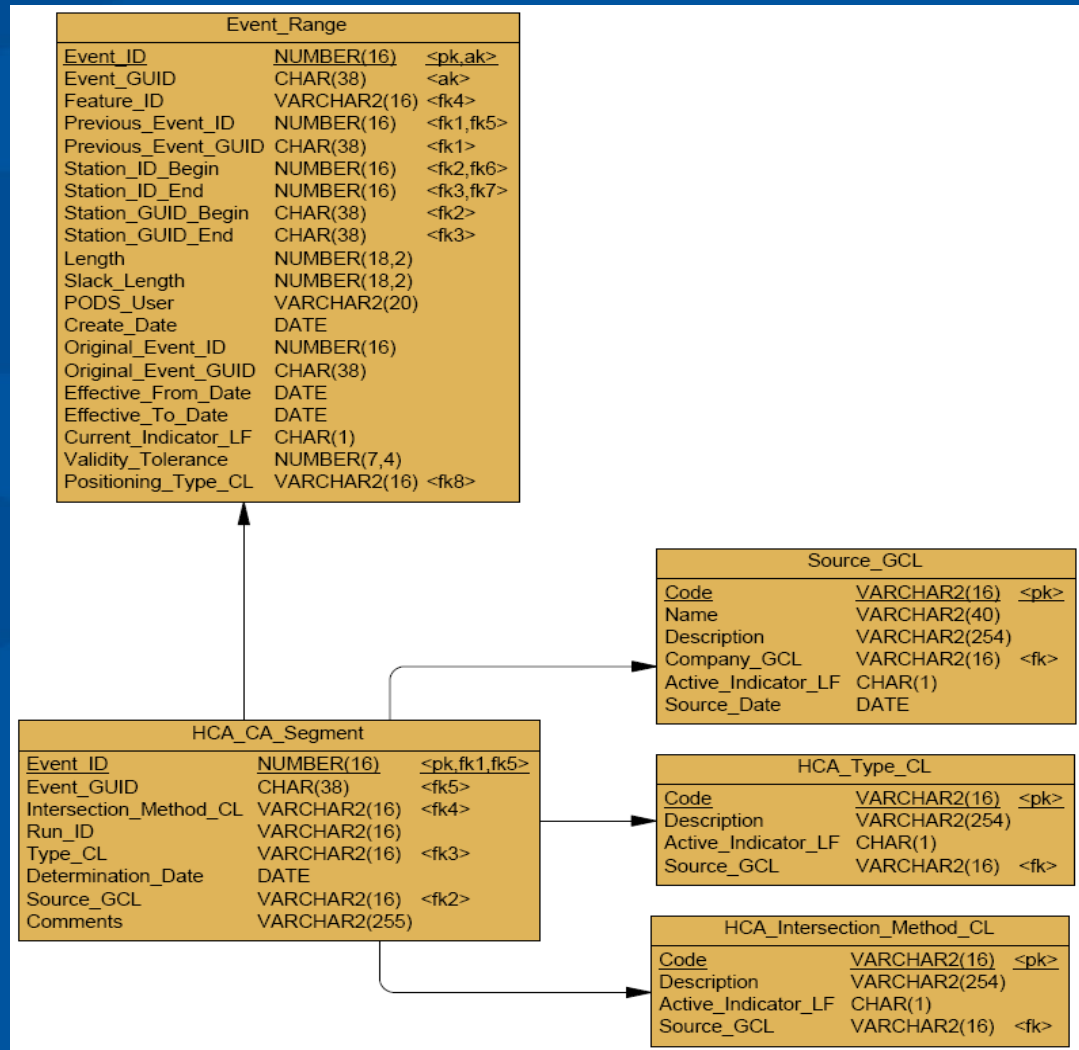 Event_Range
Event_ID NUMBER(16) <pk,ak>
Event_GUID CHAR(38) <ak>
Feature_ID VARCHAR2(16) <fk4>
Previous_Event_ID NUMBER(16) <fk1,fk5>
Previous_Event_GUID CHAR(38) <fk1>
Station_ID_Begin NUMBER(16) <fk2,fk6>
Station_ID_End NUMBER(16) <fk3,fk7>
Station_GUID_Begin CHAR(38) <fk2>
Station_GUID_End CHAR(38) <fk3>
Length NUMBER(18,2)
Slack_Length NUMBER(18,2)
PODS_User VARCHAR2(20)
Create_Date DATE
Original_Event_ID NUMBER(16)
Original_Event_GUID CHAR(38)
Effective_From_Date DATE
Effective_To_Date DATE
Current_Indicator_LF CHAR(1)
Validity_Tolerance NUMBER(7,4)
Positioning_Type_CL VARCHAR2(16) <fk8>
Source_GCL
Code VARCHAR2(16) <pk>
Name VARCHAR2(40)
Description VARCHAR2(254)
Company_GCL VARCHAR2(16) <fk>
Active_Indicator_LF CHAR(1)
Source_Date DATE
HCA_CA_Segment
Event_ID NUMBER(16) <pk,fk1,fk5>
Event_GUID CHAR(38) <fk5>
Intersection_Method_CL VARCHAR2(16) <fk4>
Run_ID VARCHAR2(16)
Type_CL VARCHAR2(16) <fk3>
Determination_Date DATE
Source_GCL VARCHAR2(16) <fk2>
Comments VARCHAR2(255)
HCA_Type_CL
Code VARCHAR2(16) <pk>
Description VARCHAR2(254)
Active_Indicator_LF CHAR(1)
Source_GCL VARCHAR2(16) <fk>
HCA_Intersection_Method_CL
Code VARCHAR2(16) <pk>
Description VARCHAR2(254)
Active_Indicator_LF CHAR(1)
Source_GCL VARCHAR2(16) <fk>